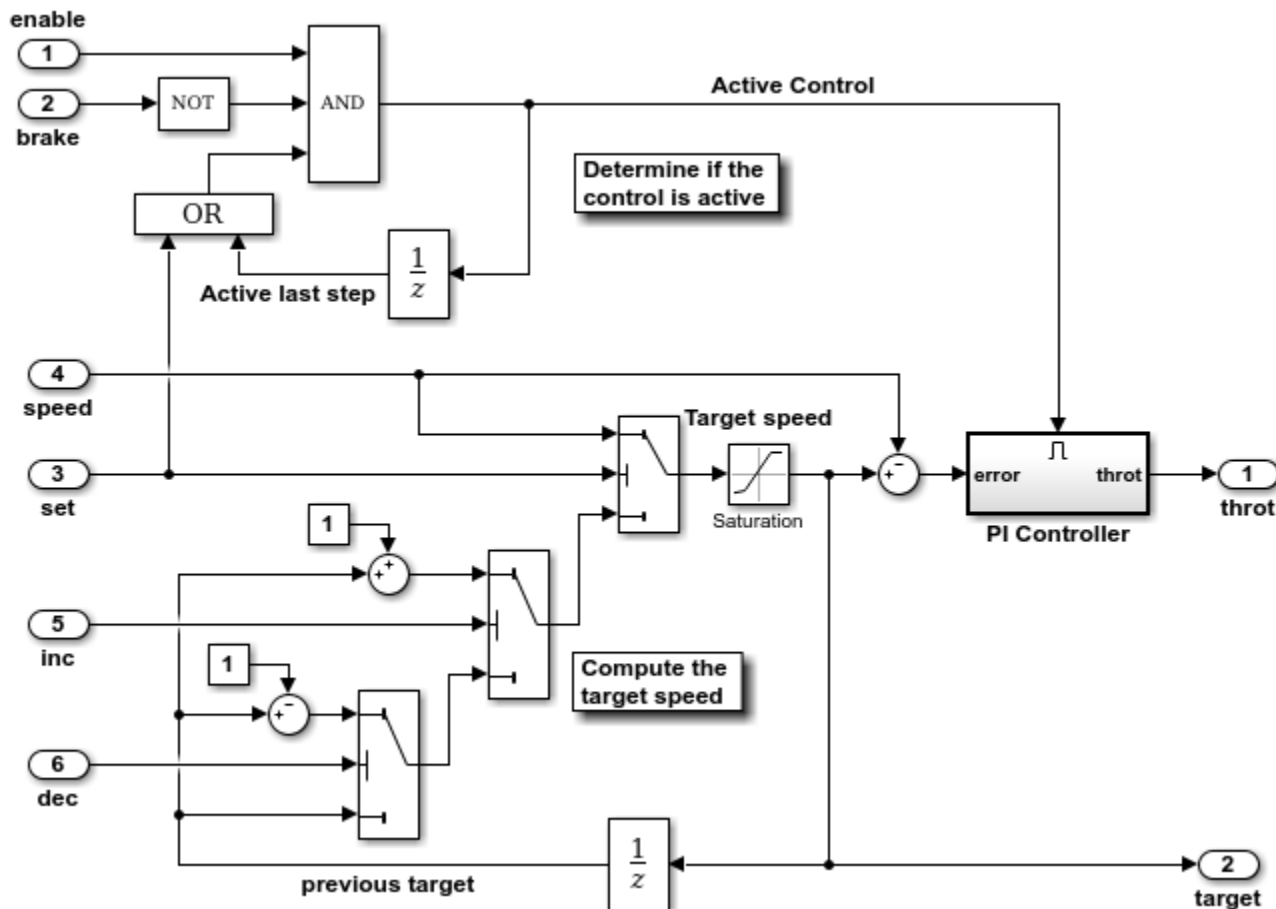 enable
1
2
brake
NOT
AND
Active Control
Determine if the
control is active
OR
1
z
Active last step
4
speed
Target speed
3
set
Saturation
+
−
error
throt
PI Controller
1
throt
1
+
+
5
inc
1
+
−
Compute the
target speed
6
dec
previous target
1
z
2
target